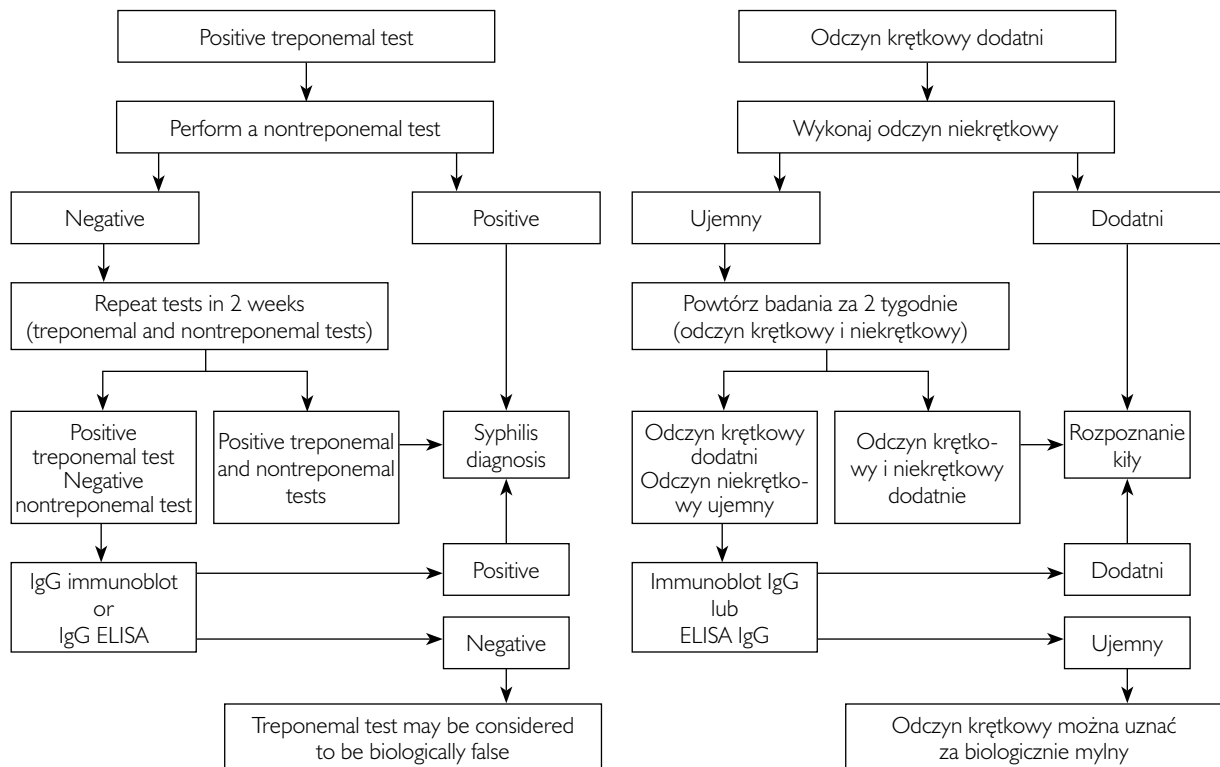 Positive treponemal test
Perform a nontreponemal test
Negative
Positive
Repeat tests in 2 weeks
(treponemal and nontreponemal tests)
Positive
treponemal test
Negative
nontreponemal test
Positive treponemal
and nontreponemal
tests
Syphilis
diagnosis
IgG immunoblot
or
IgG ELISA
Positive
Negative
Treponemal test may be considered
to be biologically false
Odczyn krętkowy dodatni
Wykonaj odczyn niekrętkowy
Ujemny
Dodatni
Powtórz badania za 2 tygodnie
(odczyn krętkowy i niekrętkowy)
Odczyn krętkowy
dodatni
Odczyn niekrętko-
wy ujemny
Odczyn krętko-
wy i niekrętkowy
dodatnie
Rozpoznanie
kiły
Immunoblot IgG
lub
ELISA IgG
Dodatni
Ujemny
Odczyn krętkowy można uznać
za biologicznie mylny